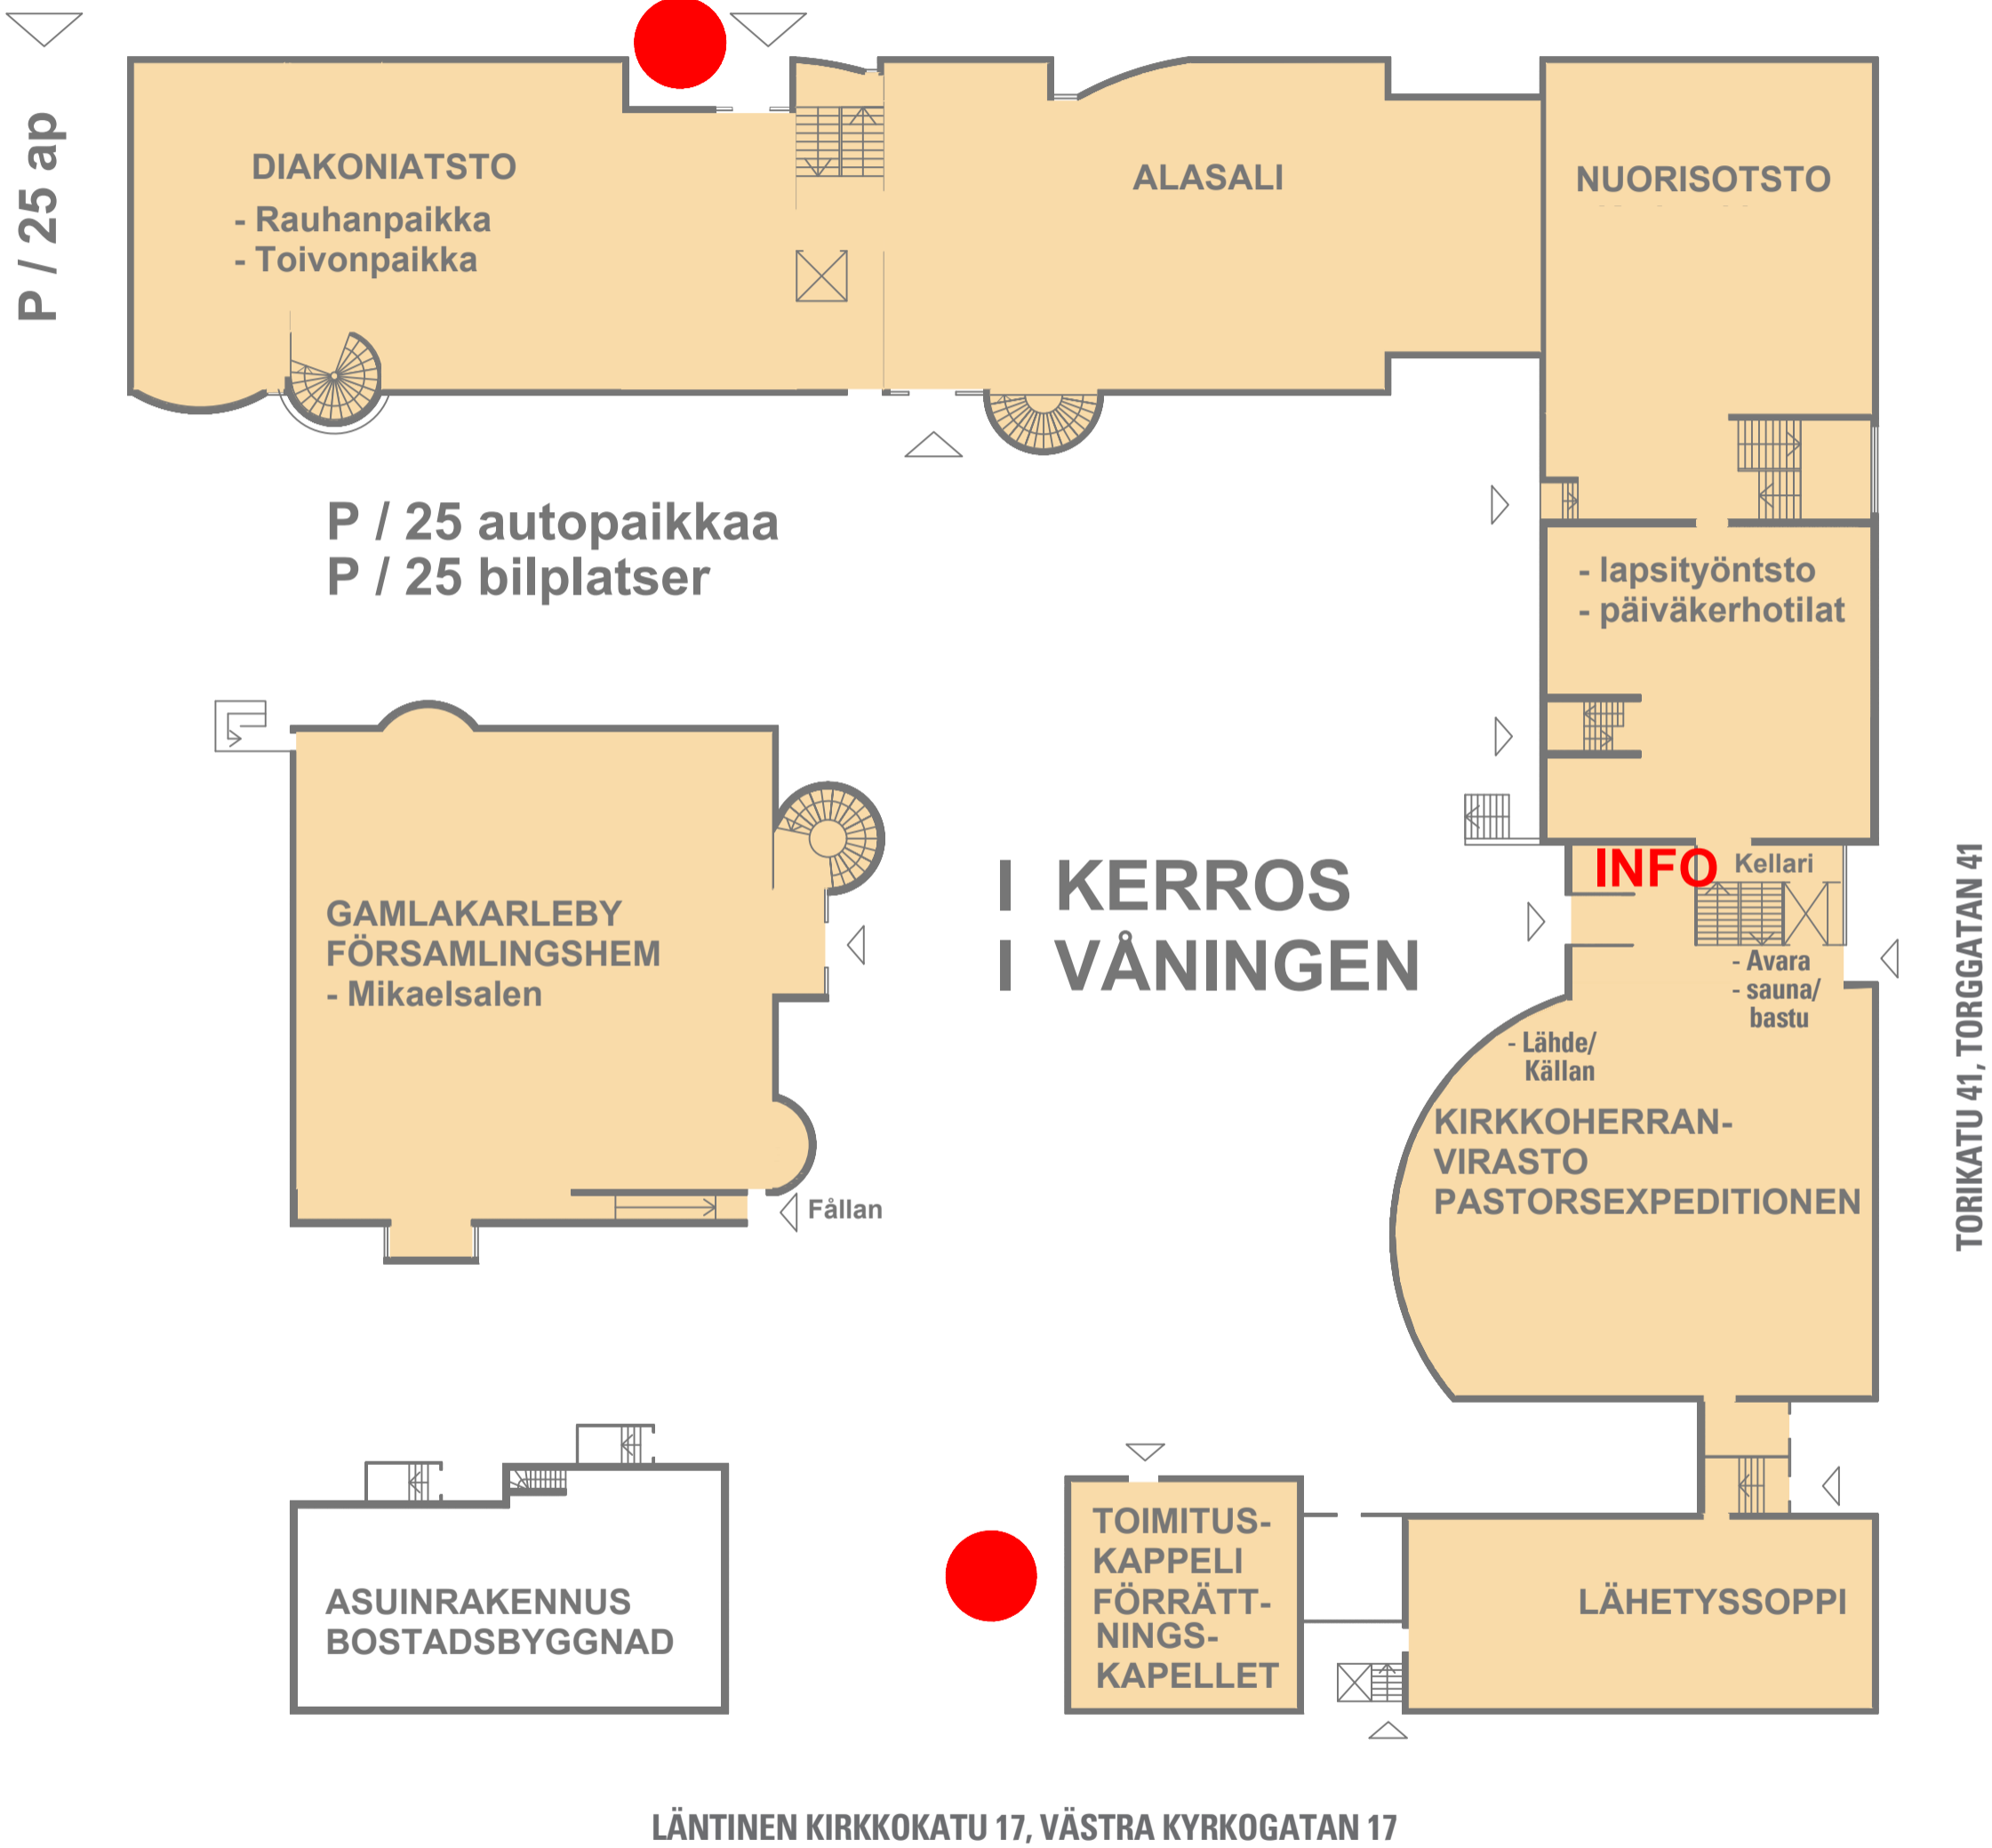 P / 25 ap
DIAKONIATSTO
- Rauhanpaikka
- Toivonpaikka
ALASALI
NUORISOTSTO
P / 25 autopaikkaa
P / 25 bilplatser
- lapsityöntsto
- päiväkerhotilat
GAMLAKARLEBY
FÖRSAMLINGSHEM
- Mikaelsalen
I KERROS
I VÅNINGEN
INFO
Kellari
- Avara
- sauna/
bastu
- Lähde/
Källan
KIRKKOHERRAN-
VIRASTO
PASTORSEXPEDITIONEN
TORIKATU 41, TORGGATAN 41
Fållan
ASUINRAKENNUS
BOSTADSBYGGNAD
TOIMITUS-
KAPPELI
FÖRRÄTT-
NINGS-
KAPELLET
LÄHETYSSOPPI
LÄNTINEN KIRKKOKATU 17, VÄSTRA KYRKOGATAN 17